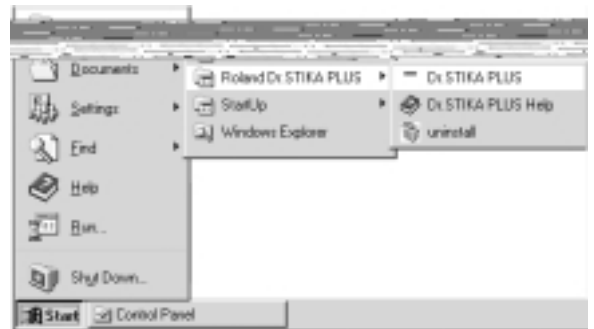 Documents
Roland Dr. STIKA PLUS
Dr. STIKA PLUS
Settings
StartUp
Dr. STIKA PLUS Help
Windows Explorer
uninstall
Find
Help
Run...
Shut Down...
Start
Control Panel